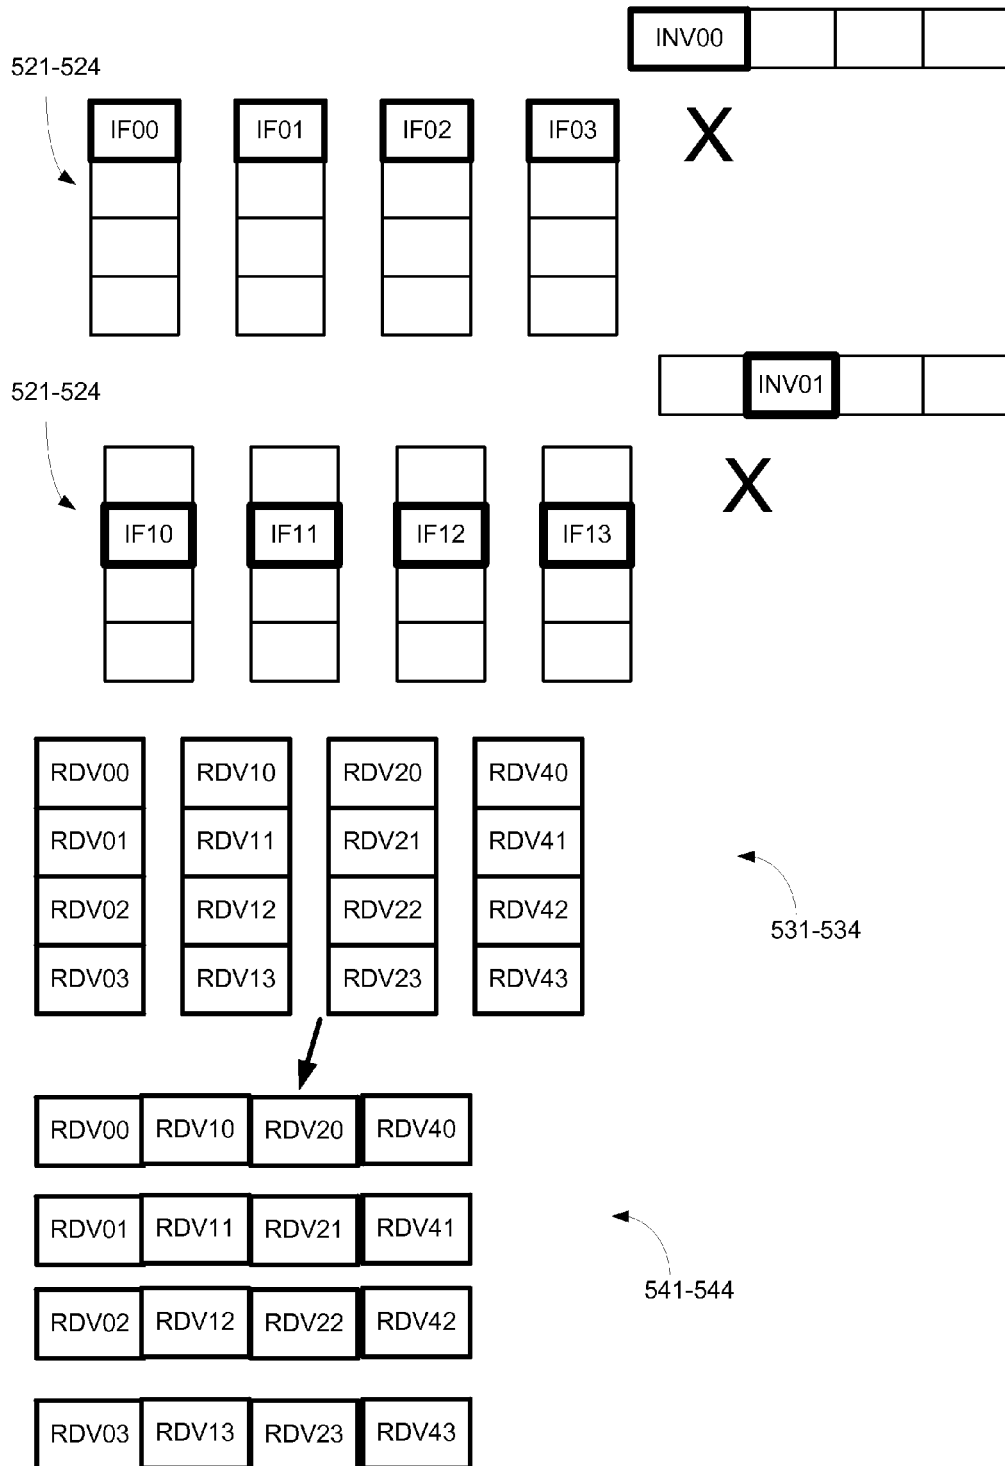 INV00
521-524
IF00 IF01 IF02 IF03 X
INV01
521-524
X
IF10 IF11 IF12 IF13
RDV00 RDV10 RDV20 RDV40
RDV01 RDV11 RDV21 RDV41
RDV02 RDV12 RDV22 RDV42
531-534
RDV03 RDV13 RDV23 RDV43
RDV00 RDV10 RDV20 RDV40
RDV01 RDV11 RDV21 RDV41
541-544
RDV02 RDV12 RDV22 RDV42
RDV03 RDV13 RDV23 RDV43